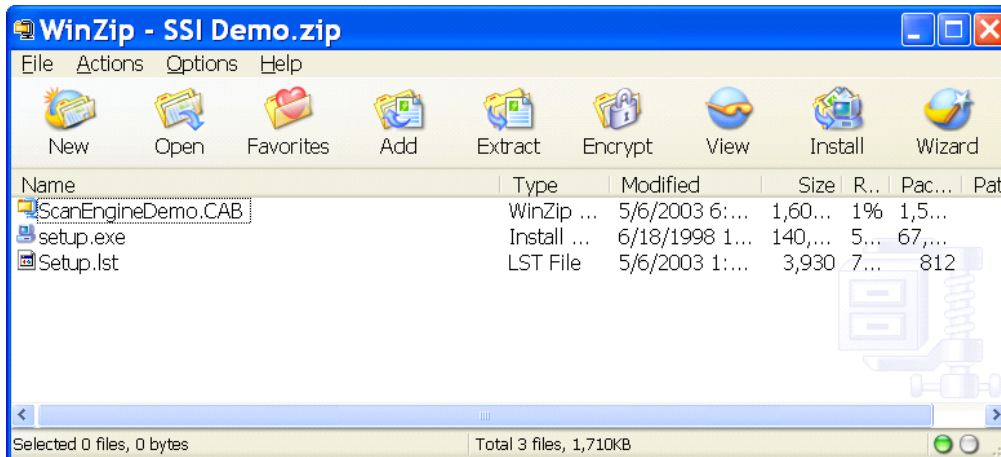 WinZip - SSI Demo.zip
File Actions Options Help
New Open Favorites Add Extract Encrypt View Install Wizard
Name Type Modified Size R... Pac... Pat
ScanEngineDemo.CAB WinZip ... 5/6/2003 6:... 1,60... 1% 1,5...
setup.exe Install ... 6/18/1998 1... 140,... 5... 67,...
Setup.lst LST File 5/6/2003 1:... 3,930 7... 812
Selected 0 files, 0 bytes Total 3 files, 1,710KB